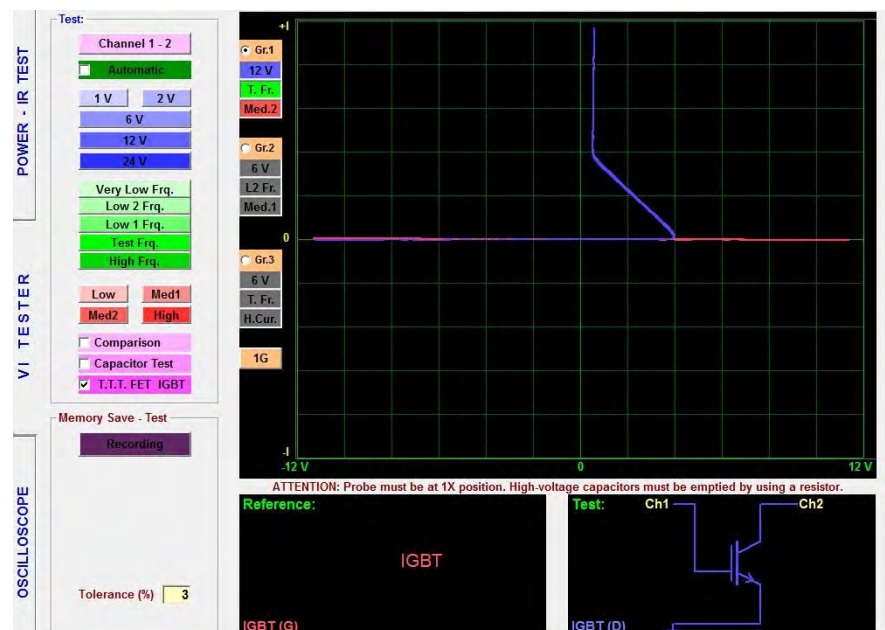 POWER - IR TEST
VI TESTER
OSCILLOSCOPE
Test:
Channel 1 - 2
Automatic
1 V 2 V
6 V
12 V
24 V
Very Low Frq.
Low 2 Frq.
Low 1 Frq.
Test Frq.
High Frq.
Low Med1
Med2 High
Comparison
Capacitor Test
T.T.T. FET IGBT
Memory Save - Test
Recording
Tolerance (%) 3
Gr.1
12 V
T. Fr.
Med.2
Gr.2
6 V
L2 Fr.
Med.1
Gr.3
6 V
T. Fr.
H.Cur.
1G
+I
0
-I
-12 V 0 12 V
ATTENTION: Probe must be at 1X position. High-voltage capacitors must be emptied by using a resistor.
Reference:
IGBT
IGBT (G)
Test: Ch1 Ch2
IGBT (D)